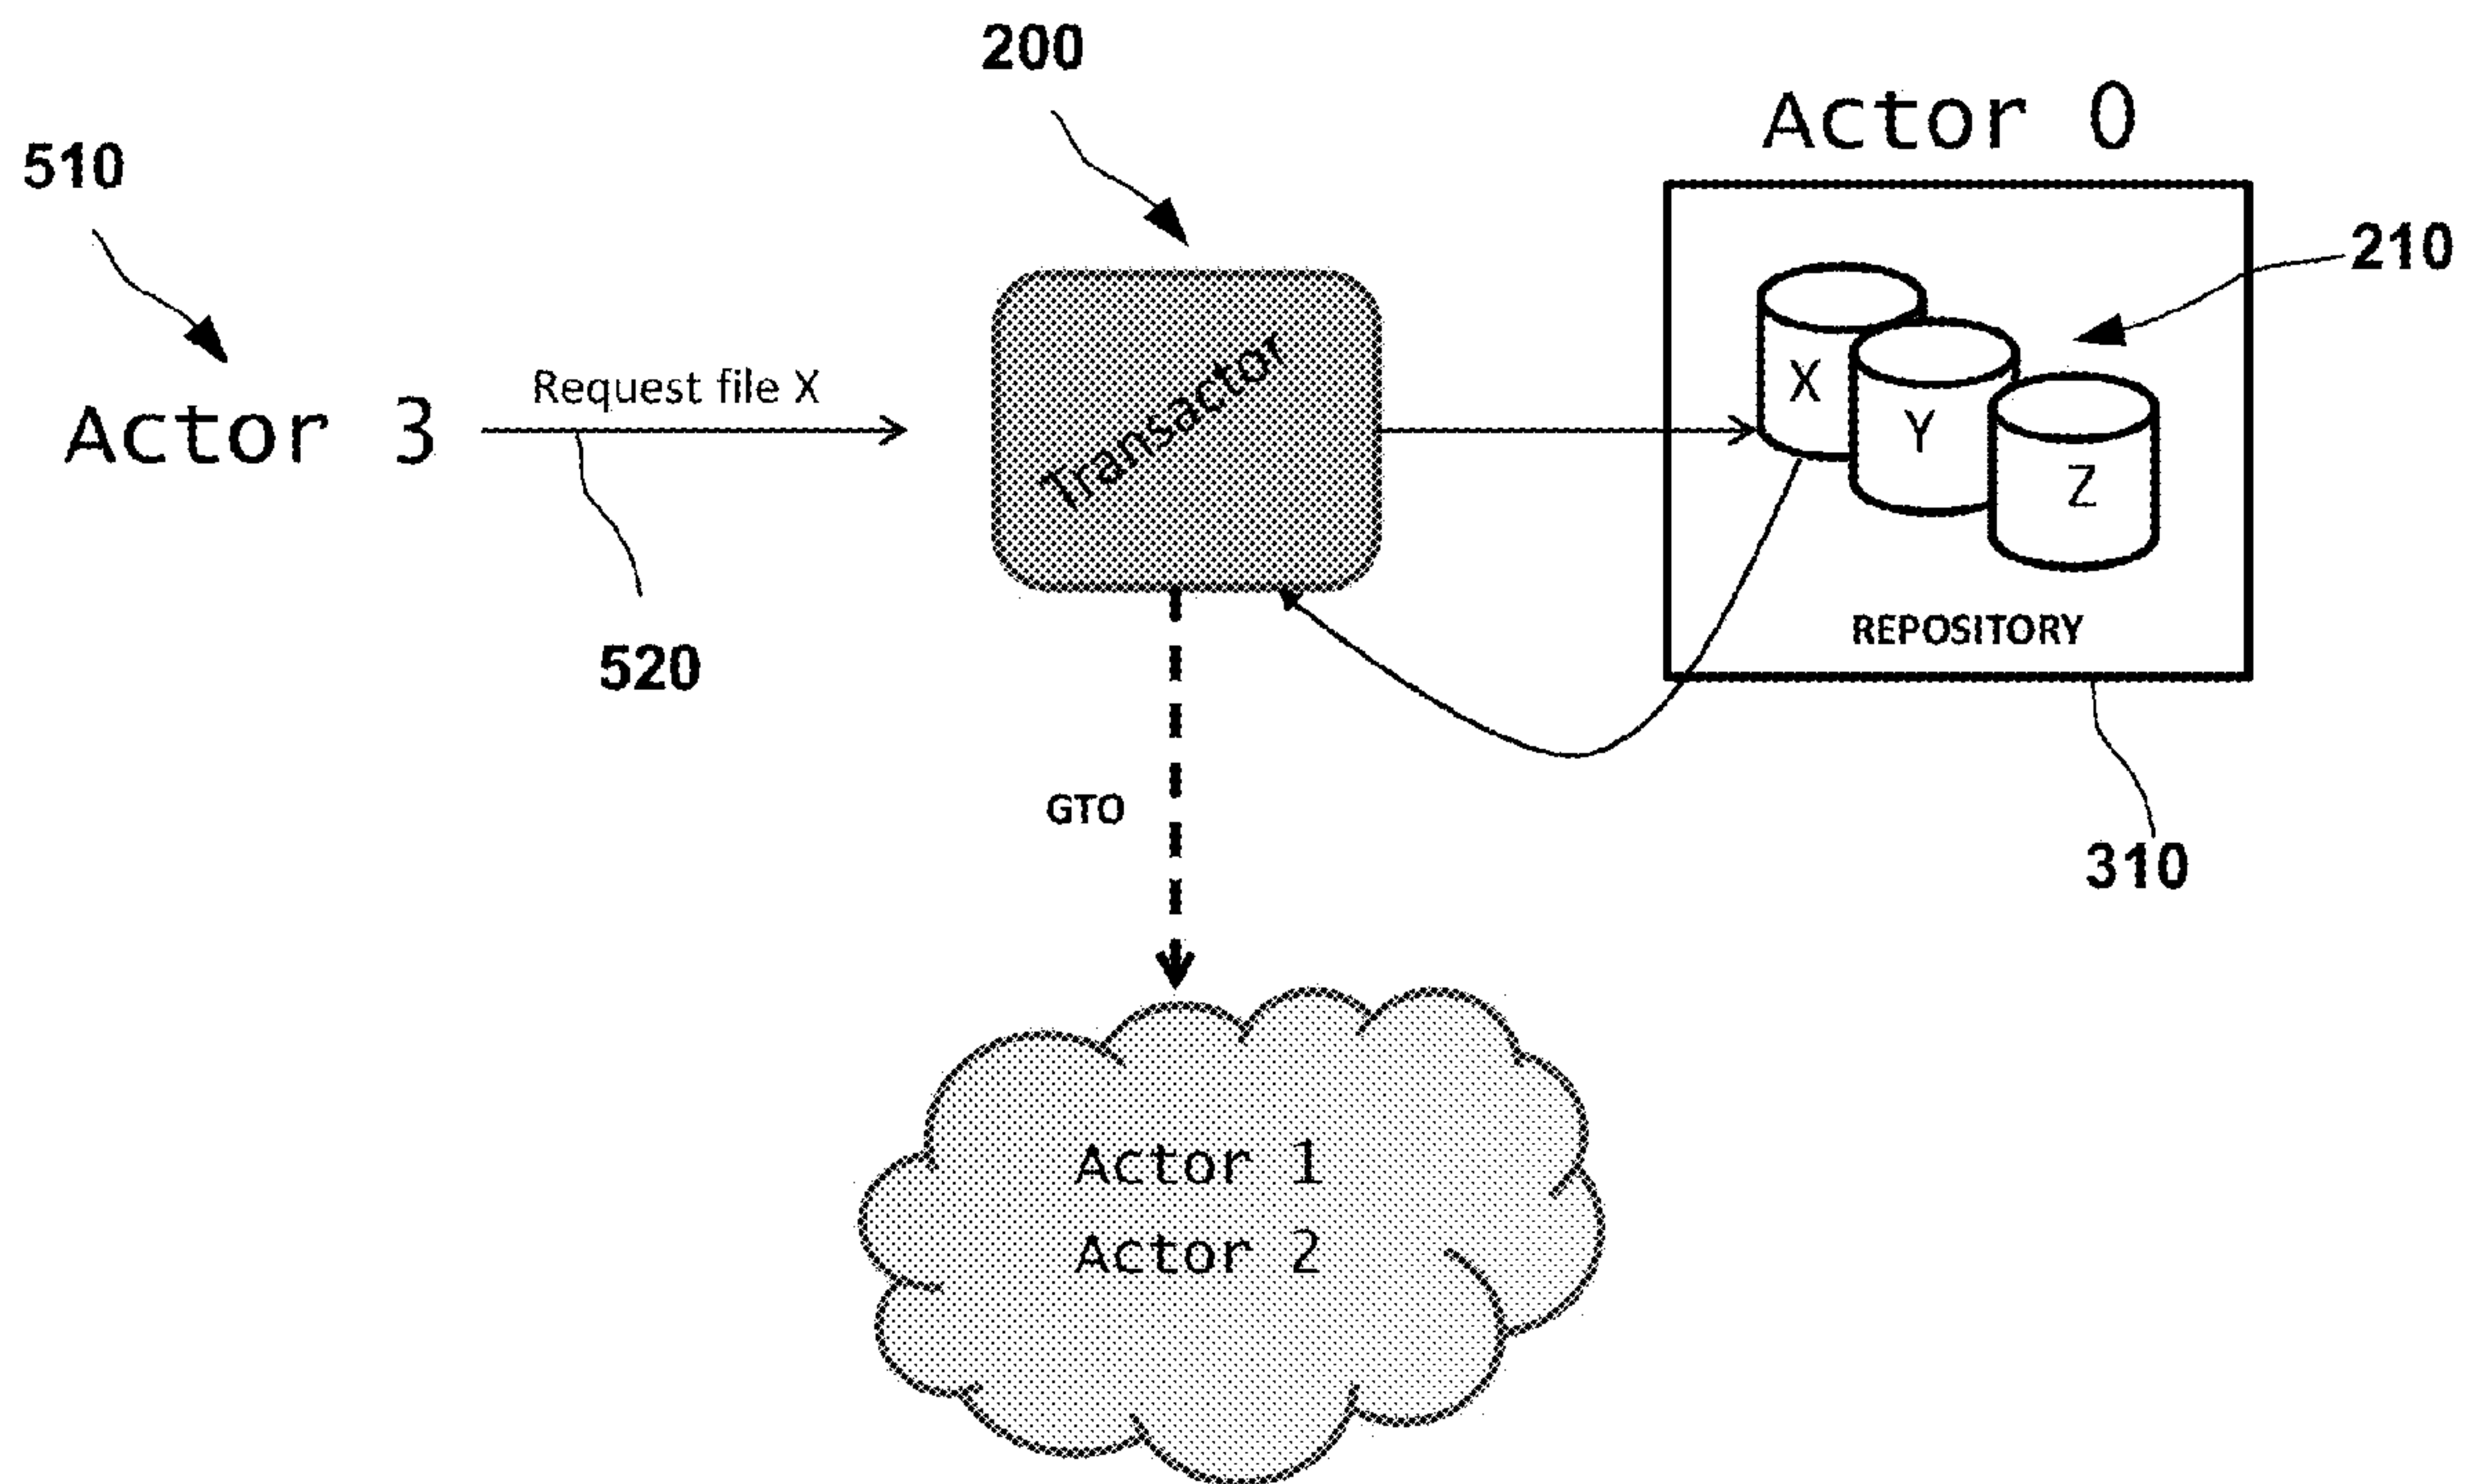 200
Actor 0
510
210
Request file X
Actor 3
Transactor
X
Y
Z
REPOSITORY
520
GTO
310
Actor 1
Actor 2